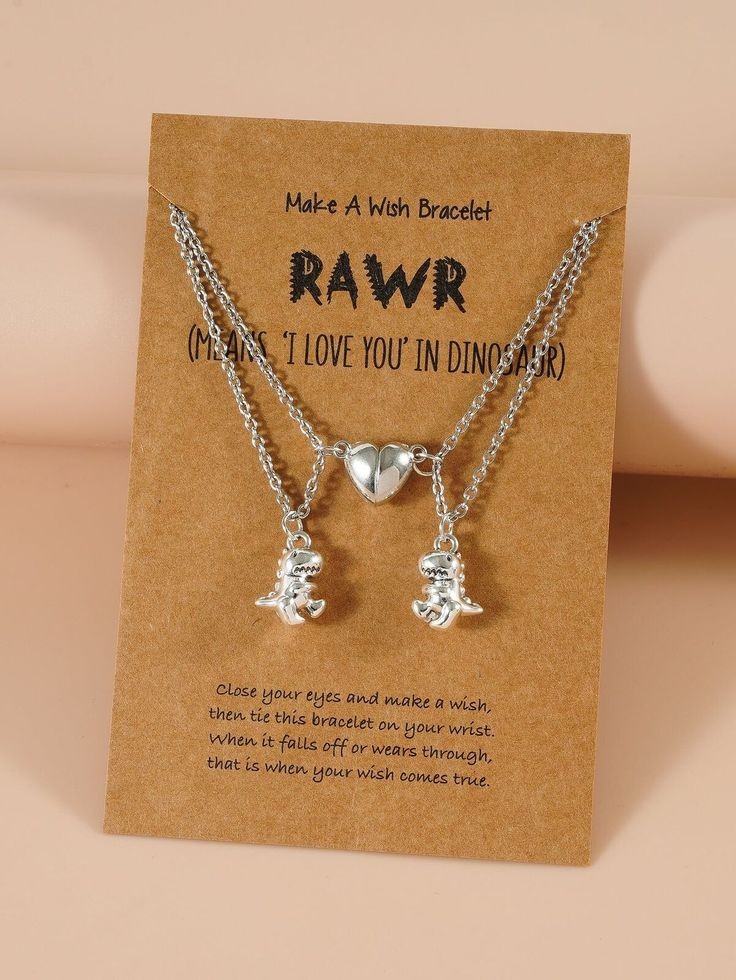 Make A Wish Bracelet
RAWR
(MEANS 'I LOVE YOU' IN DINOSAUR)
Close your eyes and make a wish,
then tie this bracelet on your wrist.
When it falls off or wears through,
that is when your wish comes true.